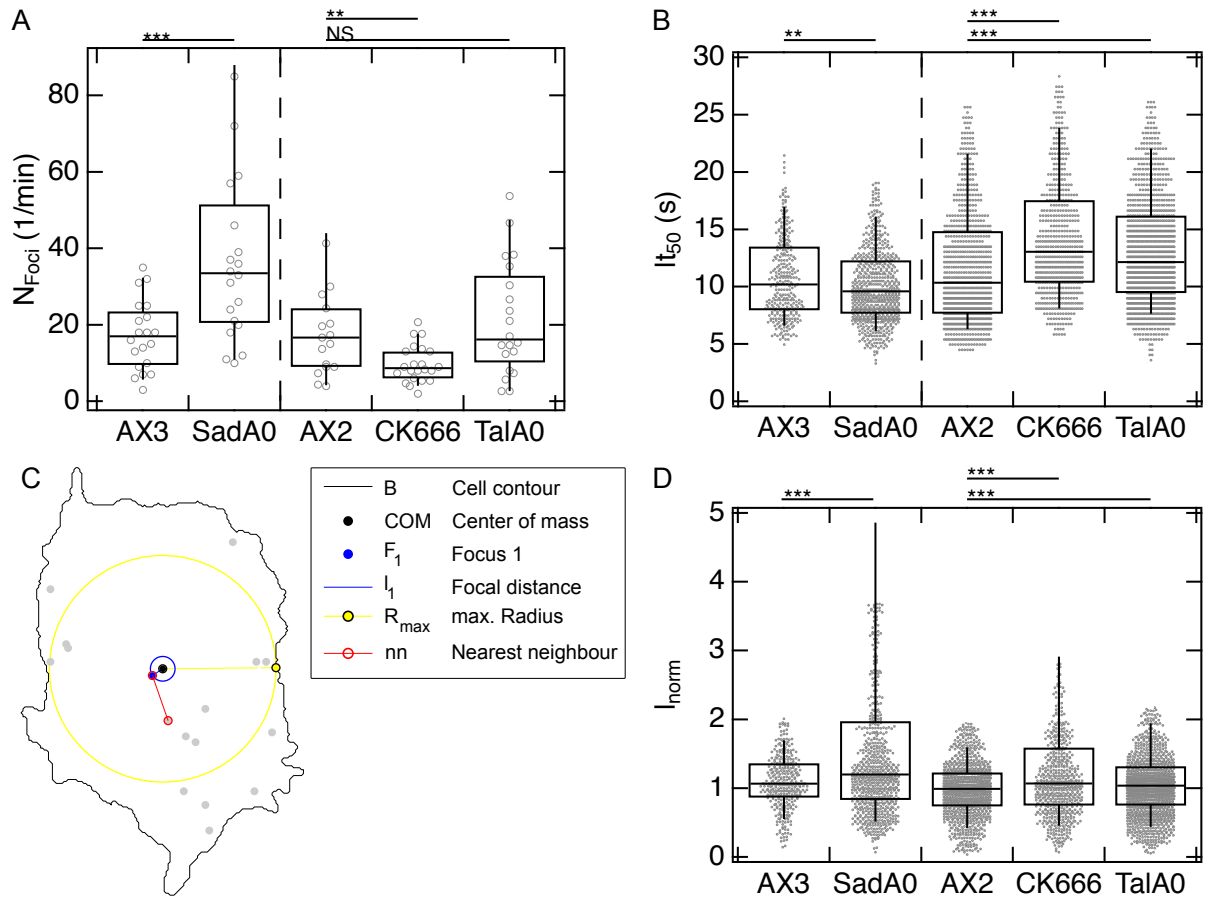 A
***
**
NS
N_Foci (1/min)
80
60
40
20
0
AX3 SadA0 AX2 CK666 TalA0
B
**
***
***
It_50 (s)
30
25
20
15
10
5
0
AX3 SadA0 AX2 CK666 TalA0
C
B Cell contour
COM Center of mass
F_1 Focus 1
l_1 Focal distance
R_max max. Radius
nn Nearest neighbour
D
***
***
***
I_norm
5
4
3
2
1
0
AX3 SadA0 AX2 CK666 TalA0